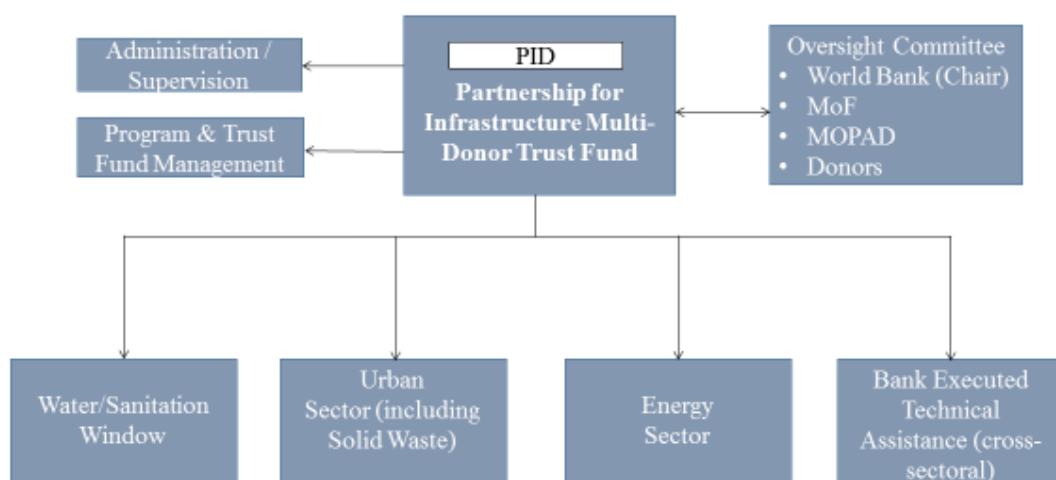 Administration /
Supervision
Program & Trust
Fund Management
PID
Partnership for
Infrastructure Multi-
Donor Trust Fund
Oversight Committee
• World Bank (Chair)
• MoF
• MOPAD
• Donors
Water/Sanitation
Window
Urban
Sector (including
Solid Waste)
Energy
Sector
Bank Executed
Technical
Assistance (cross-
sectoral)